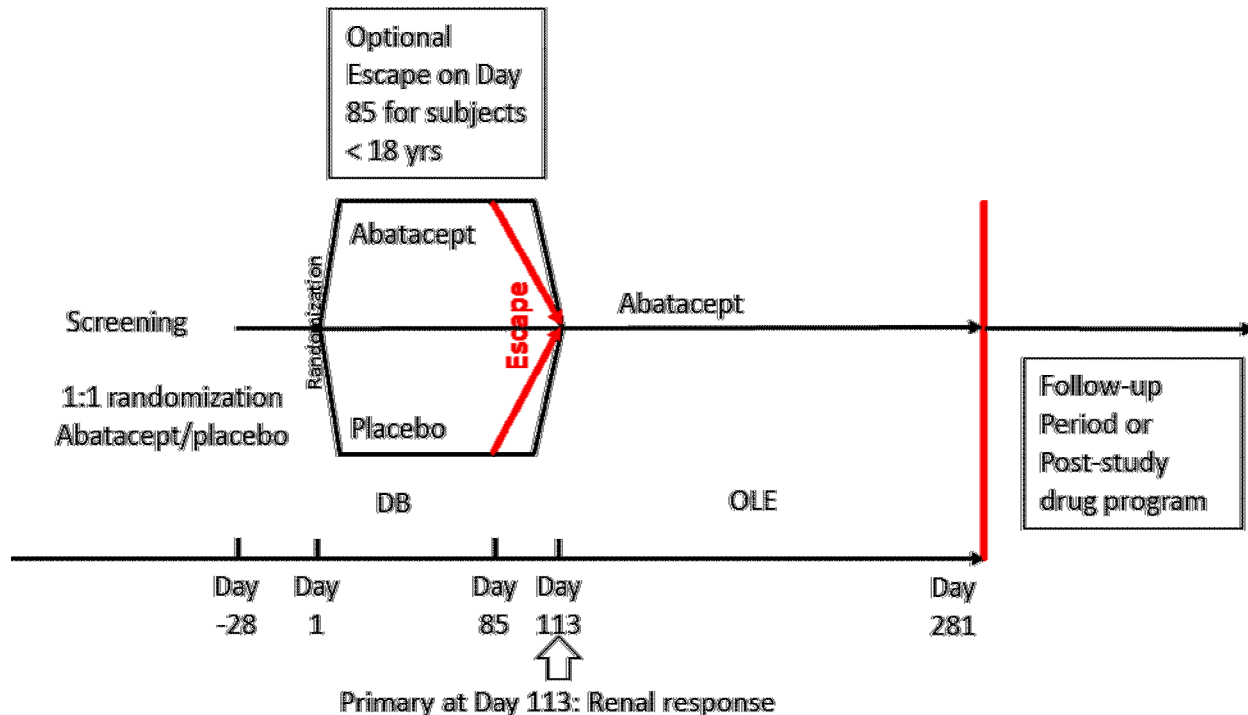 Optional
Escape on Day
85 for subjects
< 18 yrs
Abatacept
Randomization
Escape
Abatacept
Screening
1:1 randomization
Abatacept/placebo
Placebo
Follow-up
Period or
Post-study
drug program
DB
OLE
Day
-28
Day
1
Day
85
Day
113
Day
281
Primary at Day 113: Renal response